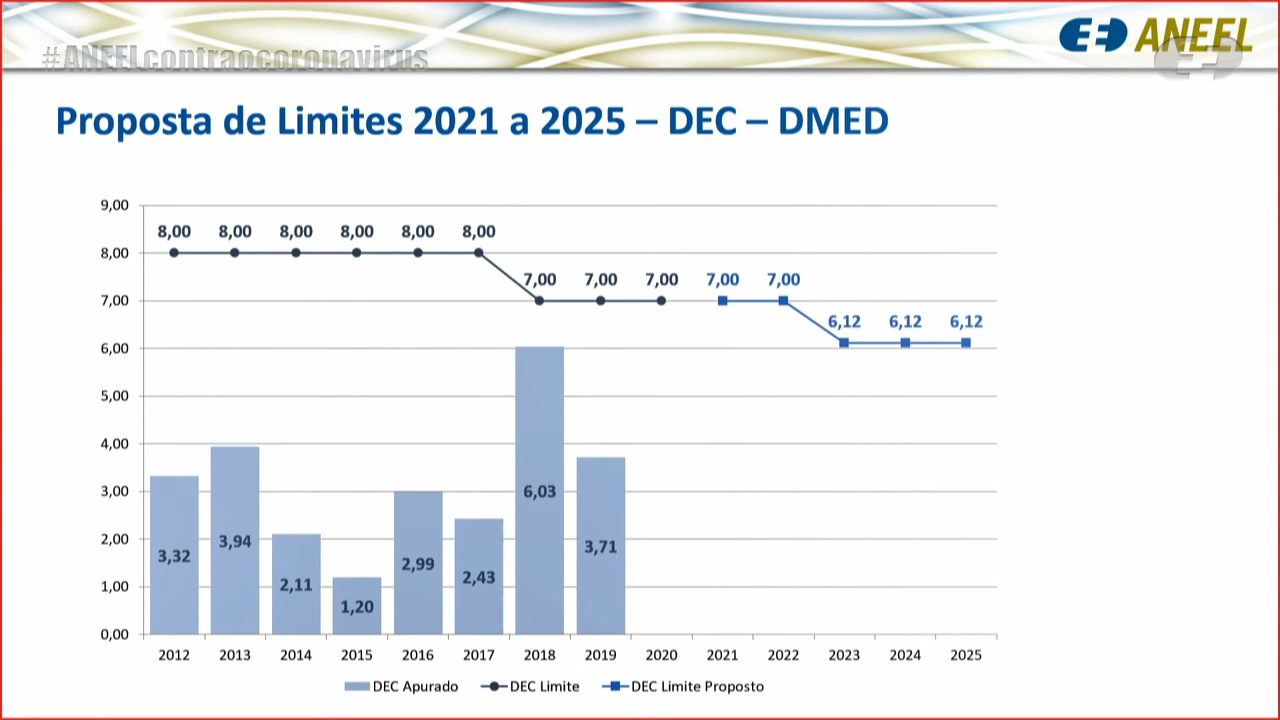 #ANEELcontraocoronavirus
ANEEL
Proposta de Limites 2021 a 2025 – DEC – DMED
9,00
8,00
7,00
6,00
5,00
4,00
3,00
2,00
1,00
0,00
8,00 8,00 8,00 8,00 8,00 8,00
7,00 7,00 7,00 7,00 7,00
6,12 6,12 6,12
3,32 3,94 2,11 1,20 2,99 2,43 6,03 3,71
2012 2013 2014 2015 2016 2017 2018 2019 2020 2021 2022 2023 2024 2025
DEC Apurado DEC Limite DEC Limite Proposto